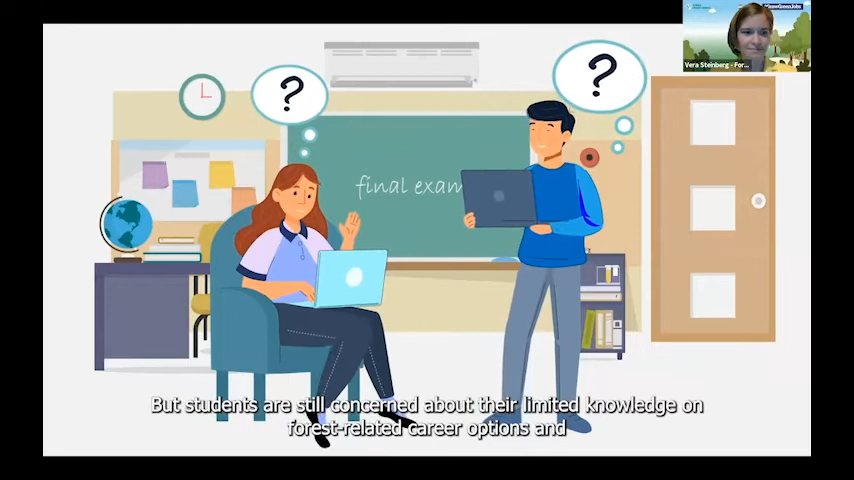 GrowGreenJobs
Vera Steinberg - For...
?
?
final exam
But students are still concerned about their limited knowledge on
forest-related career options and